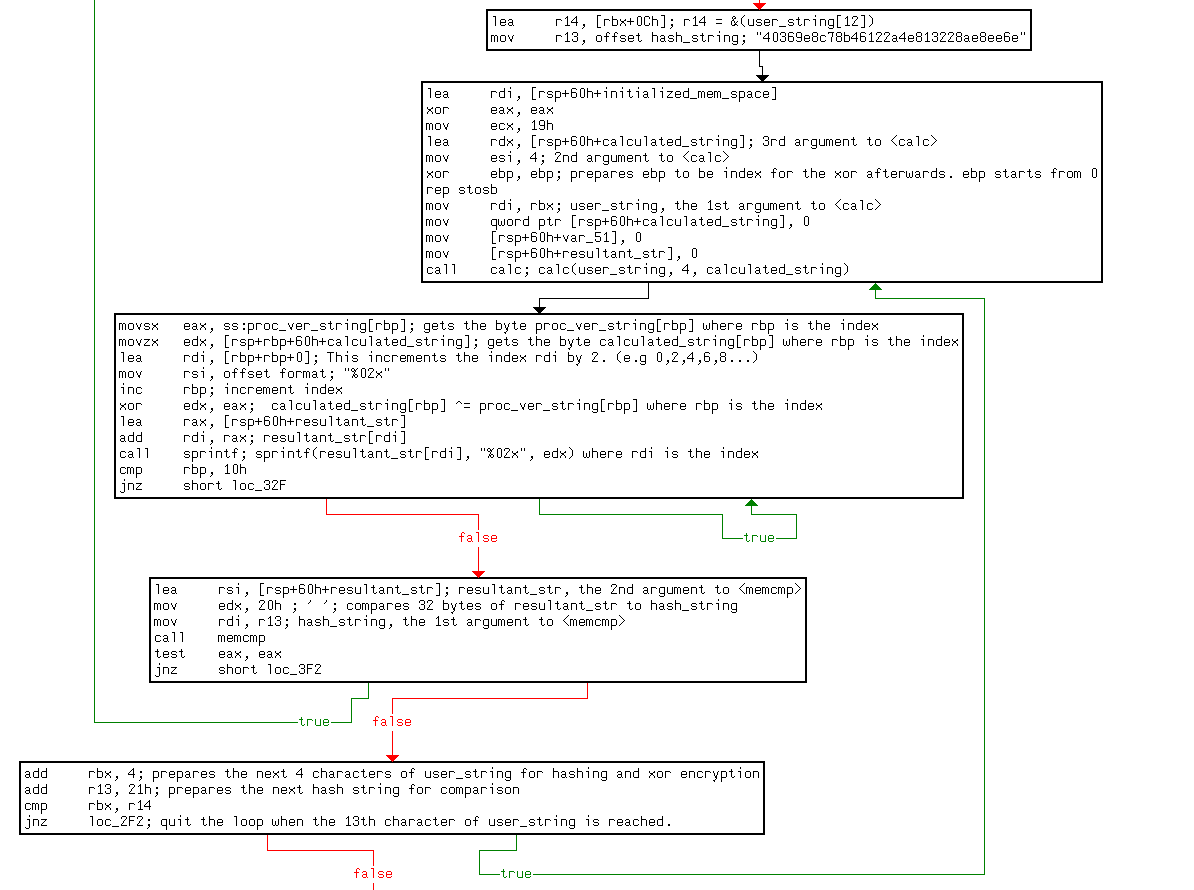 lea r14, [rbx+0Ch]; r14 = &(user_string[12])
mov r13, offset hash_string; "40369e8c78b46122a4e813228ae8ee6e"
lea rdi, [rsp+60h+initialized_mem_space]
xor eax, eax
mov ecx, 19h
lea rdx, [rsp+60h+calculated_string]; 3rd argument to <calc>
mov esi, 4; 2nd argument to <calc>
xor ebp, ebp; prepares ebp to be index for the xor afterwards. ebp starts from 0
rep stosb
mov rdi, rbx; user_string, the 1st argument to <calc>
mov qword ptr [rsp+60h+calculated_string], 0
mov [rsp+60h+var_51], 0
mov [rsp+60h+resultant_str], 0
call calc; calc(user_string, 4, calculated_string)
movsx eax, ss:proc_ver_string[rbp]; gets the byte proc_ver_string[rbp] where rbp is the index
movzx edx, [rsp+rbp+60h+calculated_string]; gets the byte calculated_string[rbp] where rbp is the index
lea rdi, [rbp+rbp+0]; This increments the index rdi by 2. (e.g 0,2,4,6,8...)
mov rsi, offset format; "%02x"
inc rbp; increment index
xor edx, eax; calculated_string[rbp] ^= proc_ver_string[rbp] where rbp is the index
lea rax, [rsp+60h+resultant_str]
add rdi, rax; resultant_str[rdi]
call sprintf; sprintf(resultant_str[rdi], "%02x", edx) where rdi is the index
cmp rbp, 10h
jnz short loc_32F
false
true
lea rsi, [rsp+60h+resultant_str]; resultant_str, the 2nd argument to <memcmp>
mov edx, 20h ; ' '; compares 32 bytes of resultant_str to hash_string
mov rdi, r13; hash_string, the 1st argument to <memcmp>
call memcmp
test eax, eax
jnz short loc_3F2
true
false
add rbx, 4; prepares the next 4 characters of user_string for hashing and xor encryption
add r13, 21h; prepares the next hash string for comparison
cmp rbx, r14
jnz loc_2F2; quit the loop when the 13th character of user_string is reached.
false
true